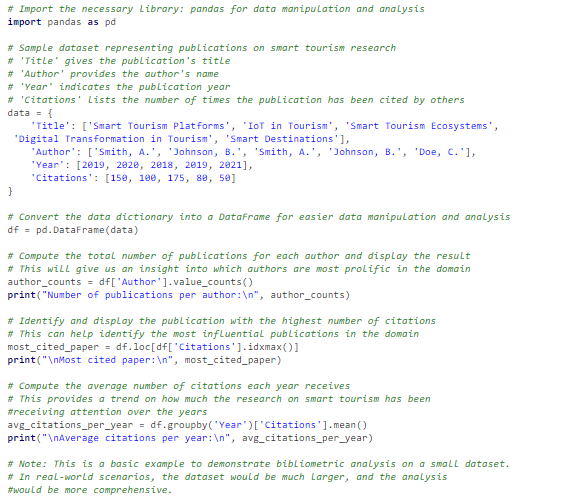 # Import the necessary library: pandas for data manipulation and analysis
import pandas as pd
# Sample dataset representing publications on smart tourism research
# 'Title' gives the publication's title
# 'Author' provides the author's name
# 'Year' indicates the publication year
# 'Citations' lists the number of times the publication has been cited by others
data = {
    'Title': ['Smart Tourism Platforms', 'IoT in Tourism', 'Smart Tourism Ecosystems',
 'Digital Transformation in Tourism', 'Smart Destinations'],
    'Author': ['Smith, A.', 'Johnson, B.', 'Smith, A.', 'Johnson, B.', 'Doe, C.'],
    'Year': [2019, 2020, 2018, 2019, 2021],
    'Citations': [150, 100, 175, 80, 50]
}
# Convert the data dictionary into a DataFrame for easier data manipulation and analysis
df = pd.DataFrame(data)
# Compute the total number of publications for each author and display the result
# This will give us an insight into which authors are most prolific in the domain
author_counts = df['Author'].value_counts()
print("Number of publications per author:\n", author_counts)
# Identify and display the publication with the highest number of citations
# This can help identify the most influential publications in the domain
most_cited_paper = df.loc[df['Citations'].idxmax()]
print("\nMost cited paper:\n", most_cited_paper)
# Compute the average number of citations each year receives
# This provides a trend on how much the research on smart tourism has been
#receiving attention over the years
avg_citations_per_year = df.groupby('Year')['Citations'].mean()
print("\nAverage citations per year:\n", avg_citations_per_year)
# Note: This is a basic example to demonstrate bibliometric analysis on a small dataset.
# In real-world scenarios, the dataset would be much larger, and the analysis
#would be more comprehensive.